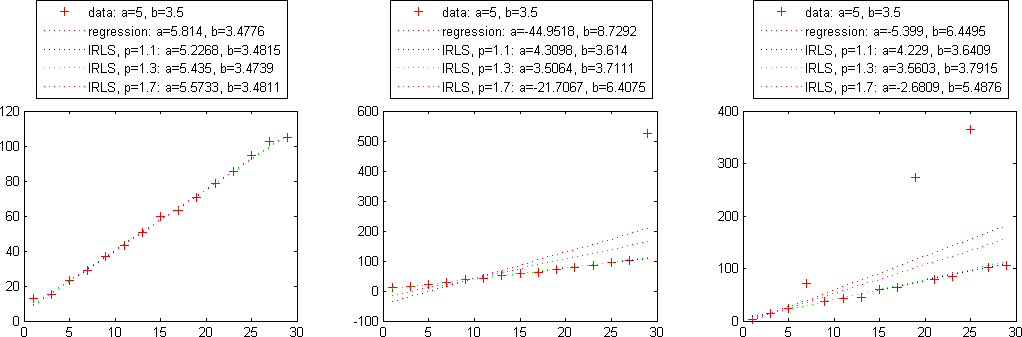 data: a=5, b=3.5
regression: a=5.814, b=3.4776
IRLS, p=1.1: a=5.2268, b=3.4815
IRLS, p=1.3: a=5.435, b=3.4739
IRLS, p=1.7: a=5.5733, b=3.4811
120
100
80
60
40
20
0
0 5 10 15 20 25 30
data: a=5, b=3.5
regression: a=-44.9518, b=8.7292
IRLS, p=1.1: a=4.3098, b=3.614
IRLS, p=1.3: a=3.5064, b=3.7111
IRLS, p=1.7: a=-21.7067, b=6.4075
600
500
400
300
200
100
0
-100
0 5 10 15 20 25 30
data: a=5, b=3.5
regression: a=-5.399, b=6.4495
IRLS, p=1.1: a=4.229, b=3.6409
IRLS, p=1.3: a=3.5603, b=3.7915
IRLS, p=1.7: a=-2.6809, b=5.4876
400
300
200
100
0
0 5 10 15 20 25 30